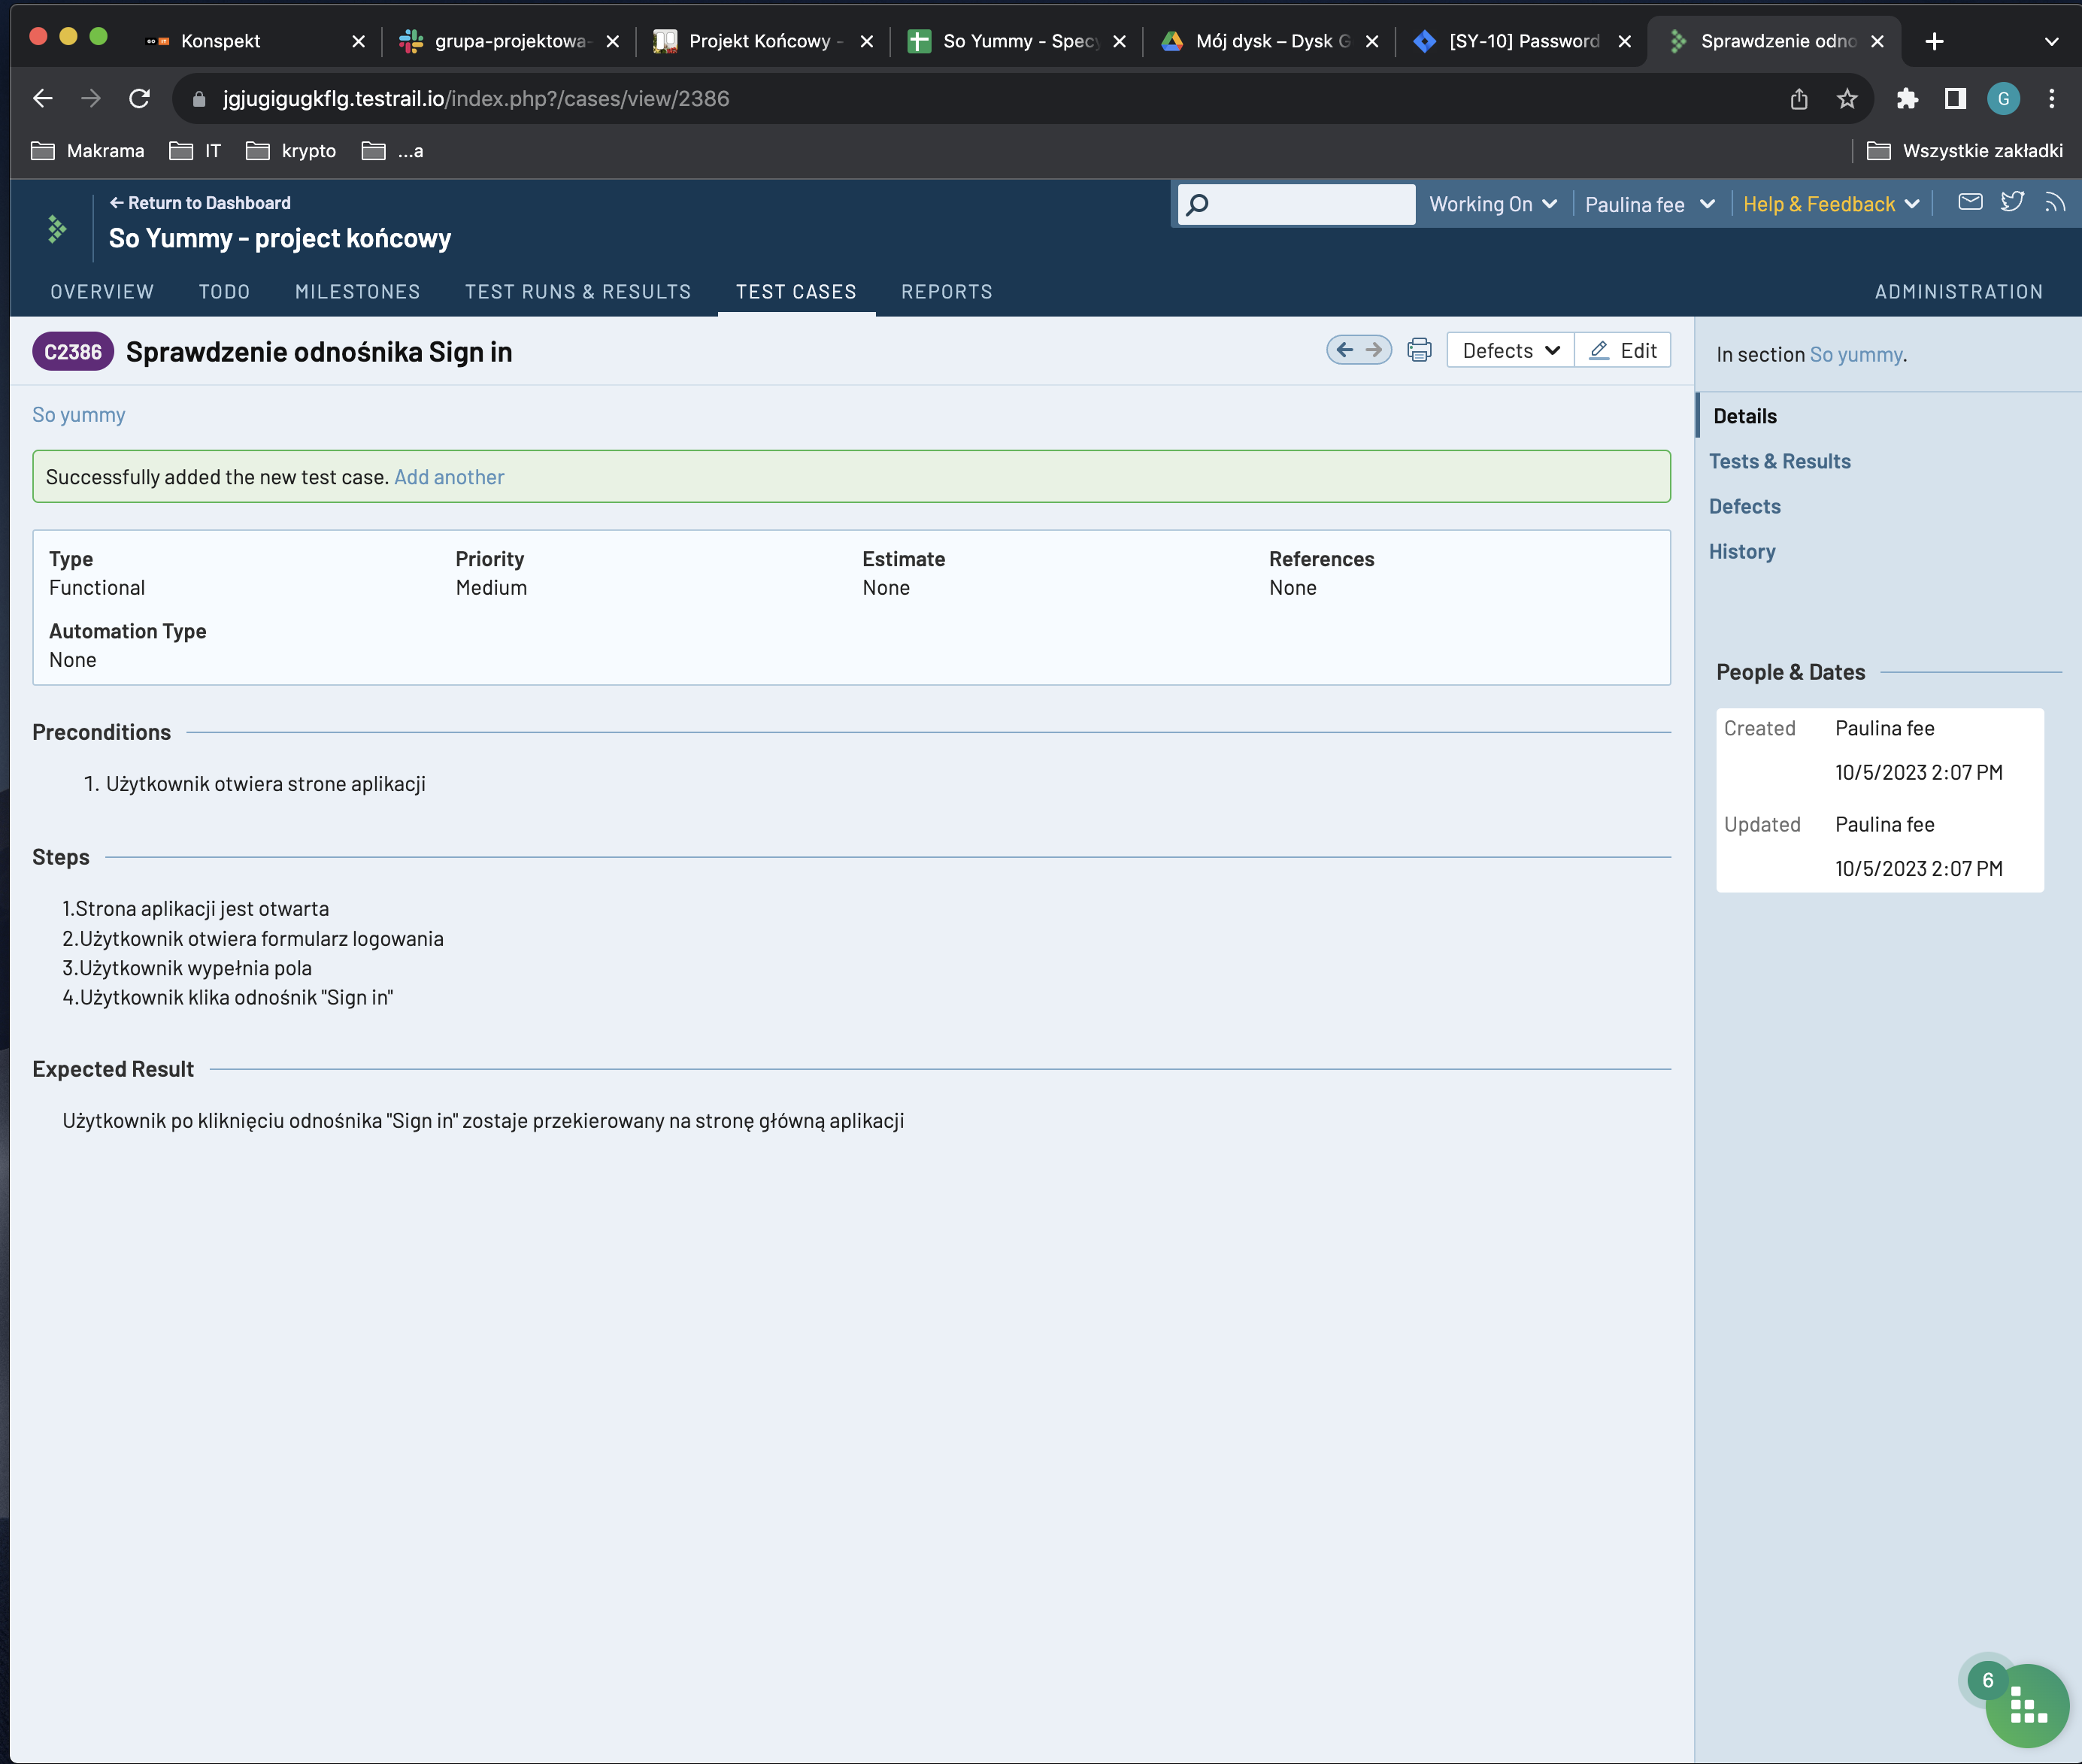 GO IT Konspekt
grupa-projektowa-
Projekt Końcowy -
So Yummy - Specy
Mój dysk – Dysk G
[SY-10] Password
Sprawdzenie odno
jgjugigugkflg.testrail.io/index.php?/cases/view/2386
G
Makrama
IT
krypto
...a
Wszystkie zakładki
Return to Dashboard
So Yummy - project końcowy
Working On
Paulina fee
Help & Feedback
OVERVIEW
TODO
MILESTONES
TEST RUNS & RESULTS
TEST CASES
REPORTS
ADMINISTRATION
C2386 Sprawdzenie odnośnika Sign in
Defects
Edit
In section So yummy.
So yummy
Details
Tests & Results
Defects
History
Successfully added the new test case. Add another
Type
Functional
Priority
Medium
Estimate
None
References
None
Automation Type
None
People & Dates
Created Paulina fee
10/5/2023 2:07 PM
Updated Paulina fee
10/5/2023 2:07 PM
Preconditions
1. Użytkownik otwiera strone aplikacji
Steps
1.Strona aplikacji jest otwarta
2.Użytkownik otwiera formularz logowania
3.Użytkownik wypełnia pola
4.Użytkownik klika odnośnik "Sign in"
Expected Result
Użytkownik po kliknięciu odnośnika "Sign in" zostaje przekierowany na stronę główną aplikacji
6